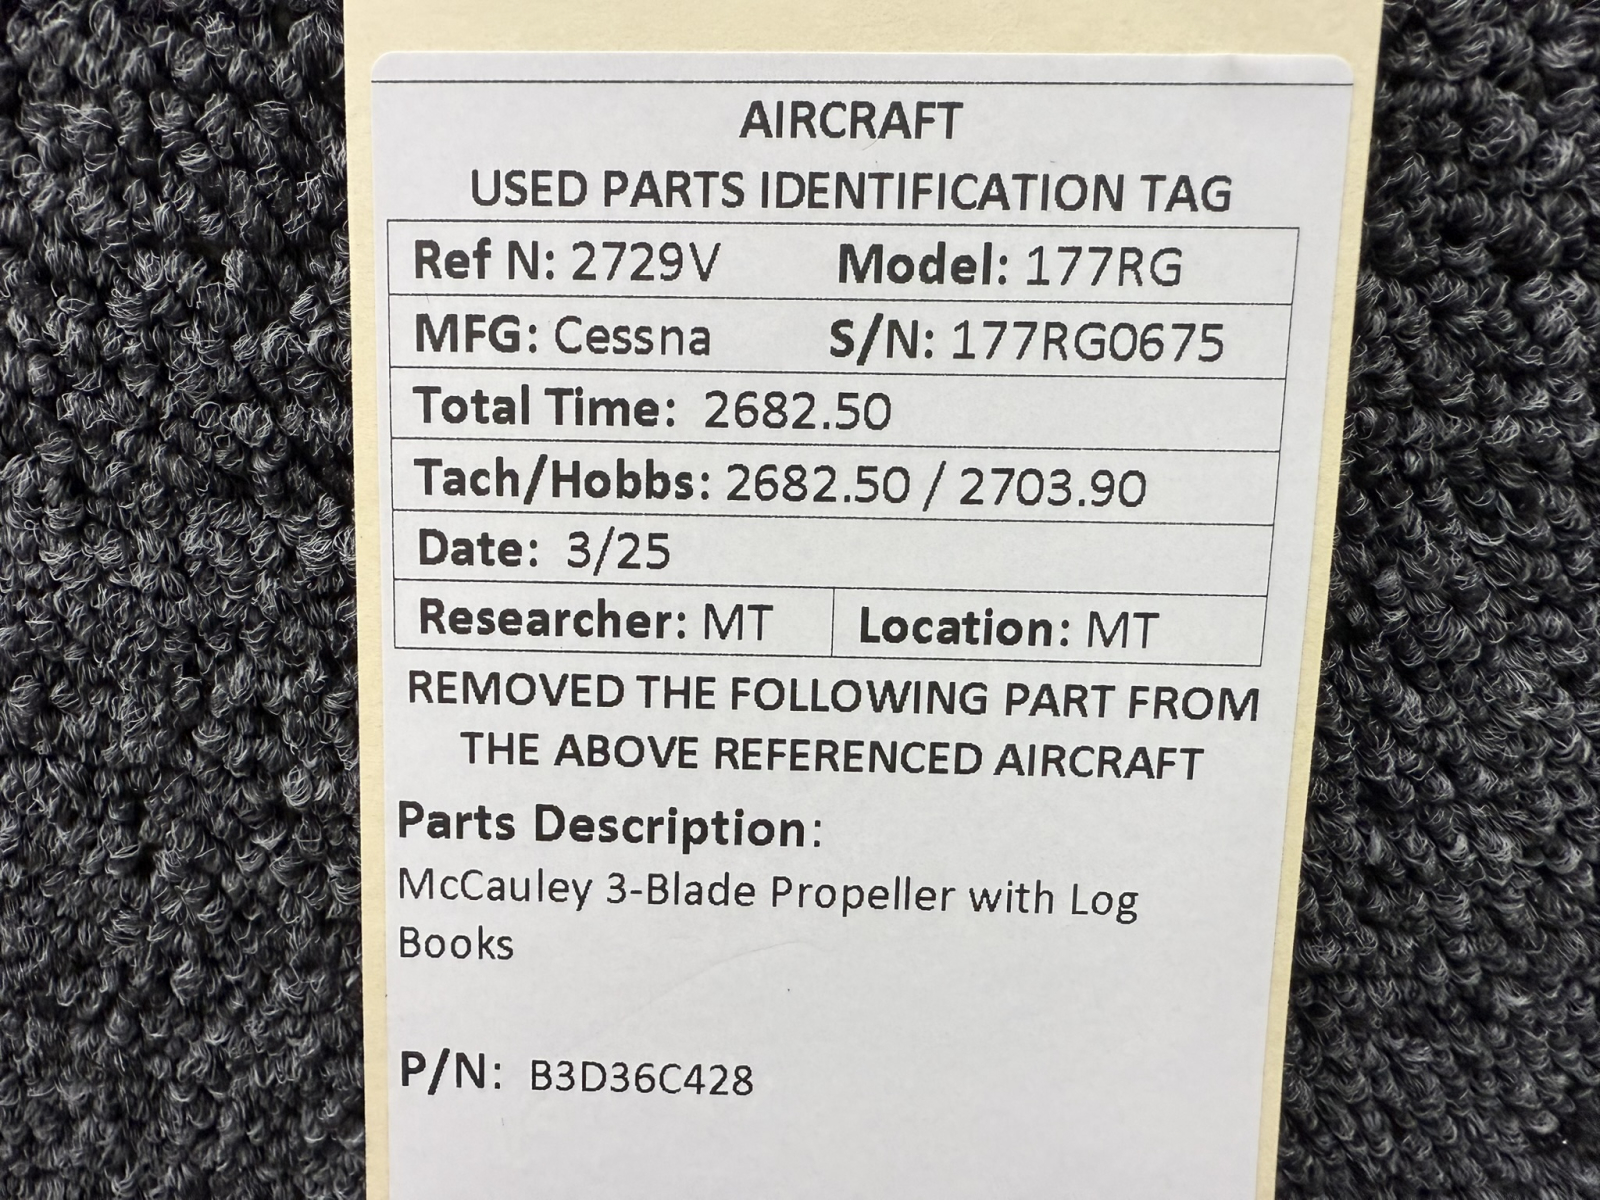 AIRCRAFT
USED PARTS IDENTIFICATION TAG
Ref N: 2729V Model: 177RG
MFG: Cessna S/N: 177RG0675
Total Time: 2682.50
Tach/Hobbs: 2682.50 / 2703.90
Date: 3/25
Researcher: MT Location: MT
REMOVED THE FOLLOWING PART FROM
THE ABOVE REFERENCED AIRCRAFT
Parts Description:
McCauley 3-Blade Propeller with Log
Books
P/N: B3D36C428